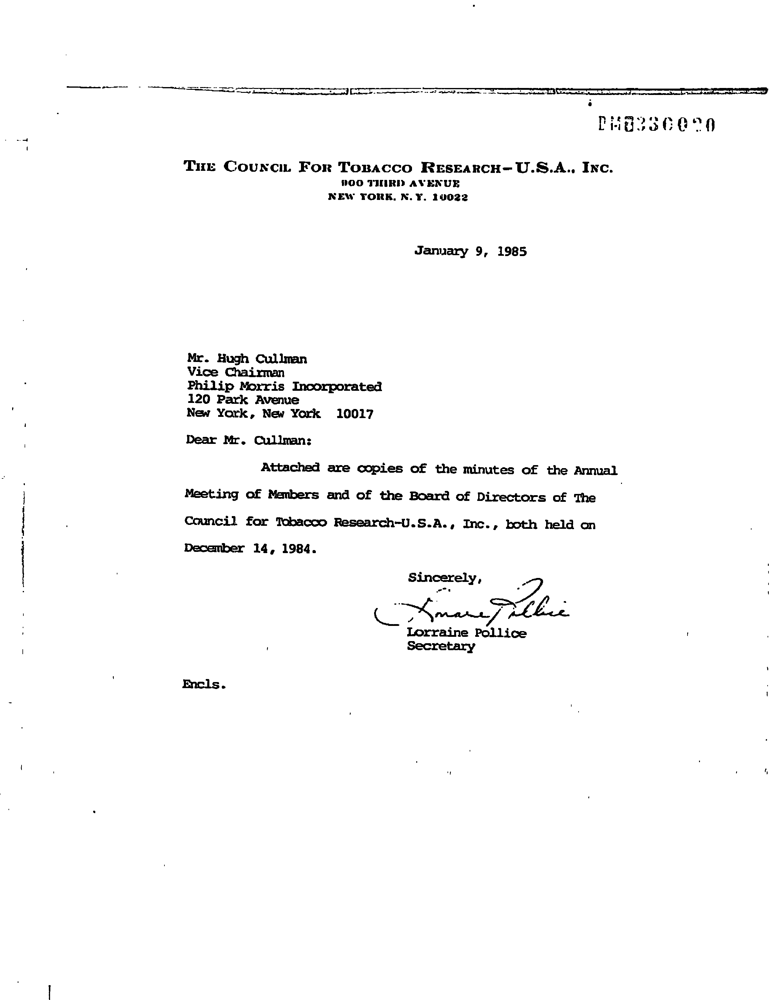 THE COUNCIL FOR TOBACCO RESEARCH-U.S.A., INC.
900 THIRD AVENUE
NEW YORK, N.Y. 10022
January 9, 1985
Mr. Hugh Cullman
Vice Chairman
Philip Morris Incorporated
120 Park Avenue
New York, New York 10017
Dear Mr. Cullman:
Attached are copies of the minutes of the Annual
Meeting of Members and of the Board of Directors of The
Council for Tobacco Research-U.S.A., Inc., both held on
December 14, 1984.
Sincerely,
Lorraine Pollice
Lorraine Pollice
Secretary
Encls.